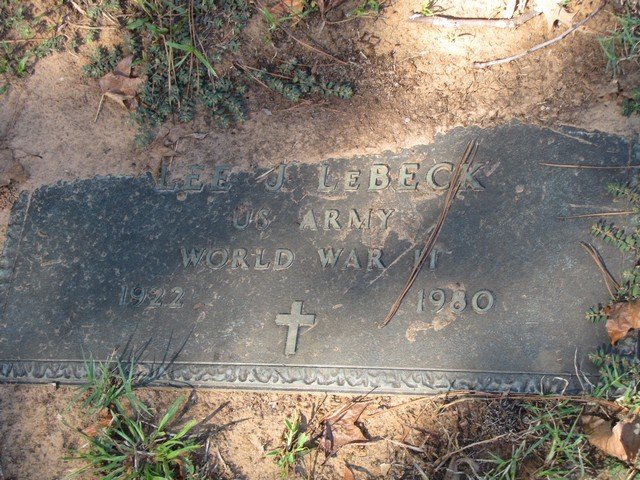 LEE J LEBECK
US ARMY
WORLD WAR II
1922 1980